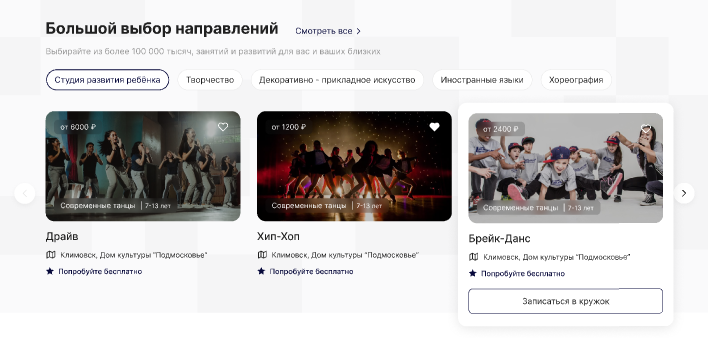 Большой выбор направлений
Смотреть все
Выбирайте из более 100 000 тысяч, занятий и развитий для вас и ваших близких
Студия развития ребёнка
Творчество
Декоративно - прикладное искусство
Иностранные языки
Хореография
от 6000 ₽
Современные танцы | 7-13 лет
Драйв
Климовск, Дом культуры "Подмосковье"
Попробуйте бесплатно
от 1200 ₽
Современные танцы | 7-13 лет
Хип-Хоп
Климовск, Дом культуры "Подмосковье"
Попробуйте бесплатно
от 2400 ₽
Современные танцы | 7-13 лет
Брейк-Данс
Климовск, Дом культуры "Подмосковье"
Попробуйте бесплатно
Записаться в кружок